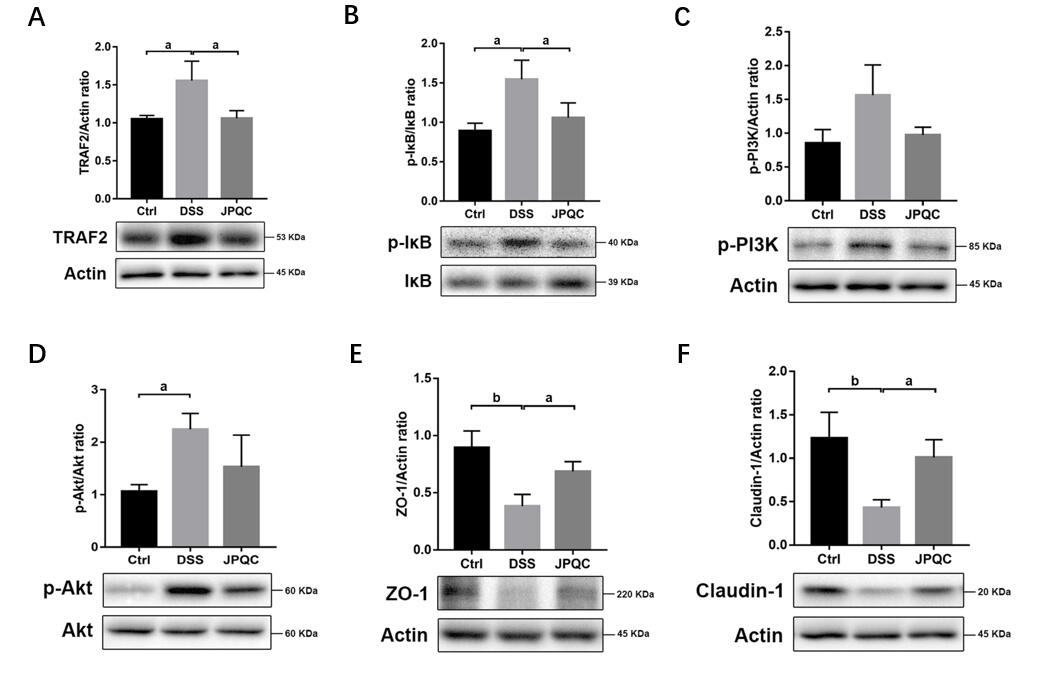 A
TRAF2/Actin ratio
2.0
1.5
1.0
0.5
0.0
a
a
Ctrl
DSS
JPQC
TRAF2
53 KDa
Actin
45 KDa
B
p-IκB/IκB ratio
2.0
1.5
1.0
0.5
0.0
a
a
Ctrl
DSS
JPQC
p-IκB
40 KDa
IκB
39 KDa
C
p-PI3K/Actin ratio
2.5
2.0
1.5
1.0
0.5
0.0
Ctrl
DSS
JPQC
p-PI3K
85 KDa
Actin
45 KDa
D
p-Akt/Akt ratio
3
2
1
0
a
Ctrl
DSS
JPQC
p-Akt
60 KDa
Akt
60 KDa
E
ZO-1/Actin ratio
1.5
1.0
0.5
0.0
b
a
Ctrl
DSS
JPQC
ZO-1
220 KDa
Actin
45 KDa
F
Claudin-1/Actin ratio
2.0
1.5
1.0
0.5
0.0
b
a
Ctrl
DSS
JPQC
Claudin-1
20 KDa
Actin
45 KDa